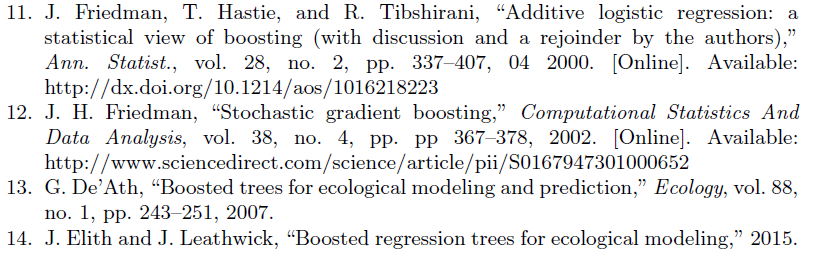 11. J. Friedman, T. Hastie, and R. Tibshirani, “Additive logistic regression: a
statistical view of boosting (with discussion and a rejoinder by the authors),”
Ann. Statist., vol. 28, no. 2, pp. 337–407, 04 2000. [Online]. Available:
http://dx.doi.org/10.1214/aos/1016218223
12. J. H. Friedman, “Stochastic gradient boosting,” Computational Statistics And
Data Analysis, vol. 38, no. 4, pp. pp 367–378, 2002. [Online]. Available:
http://www.sciencedirect.com/science/article/pii/S0167947301000652
13. G. De’Ath, “Boosted trees for ecological modeling and prediction,” Ecology, vol. 88,
no. 1, pp. 243–251, 2007.
14. J. Elith and J. Leathwick, “Boosted regression trees for ecological modeling,” 2015.